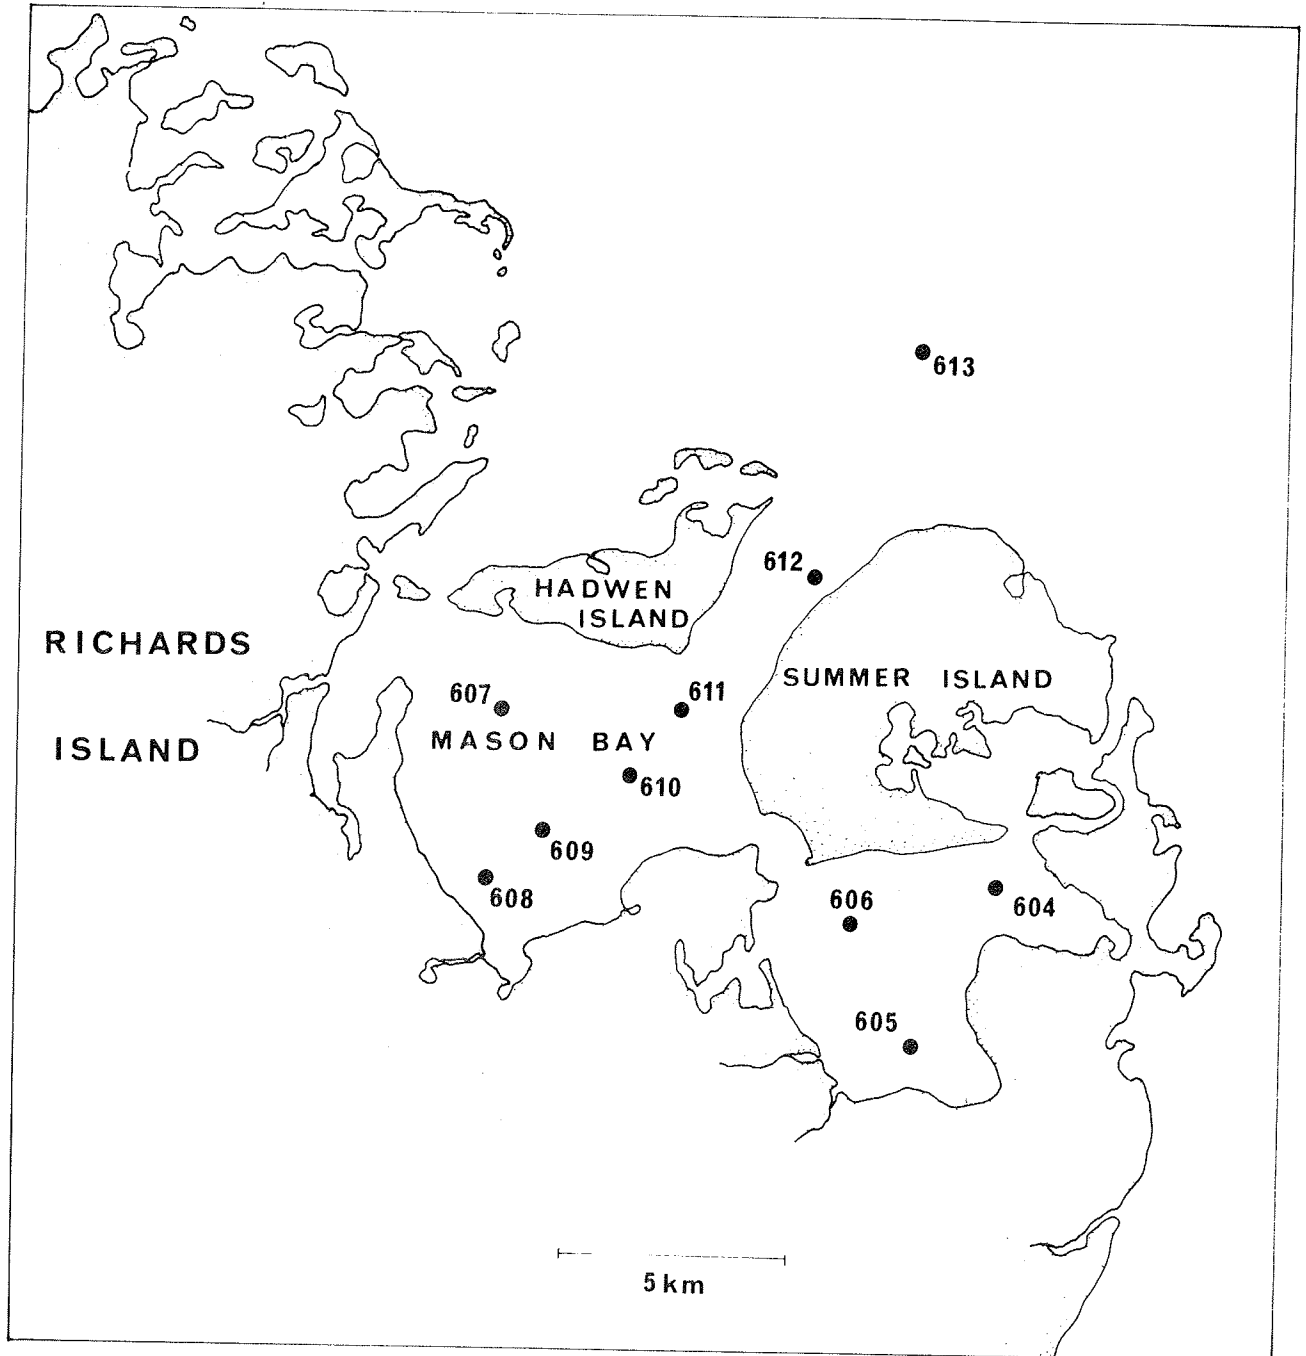 613
612
HADWEN
ISLAND
RICHARDS
ISLAND
SUMMER ISLAND
607
611
MASON BAY
610
609
608
606
604
605
5 km